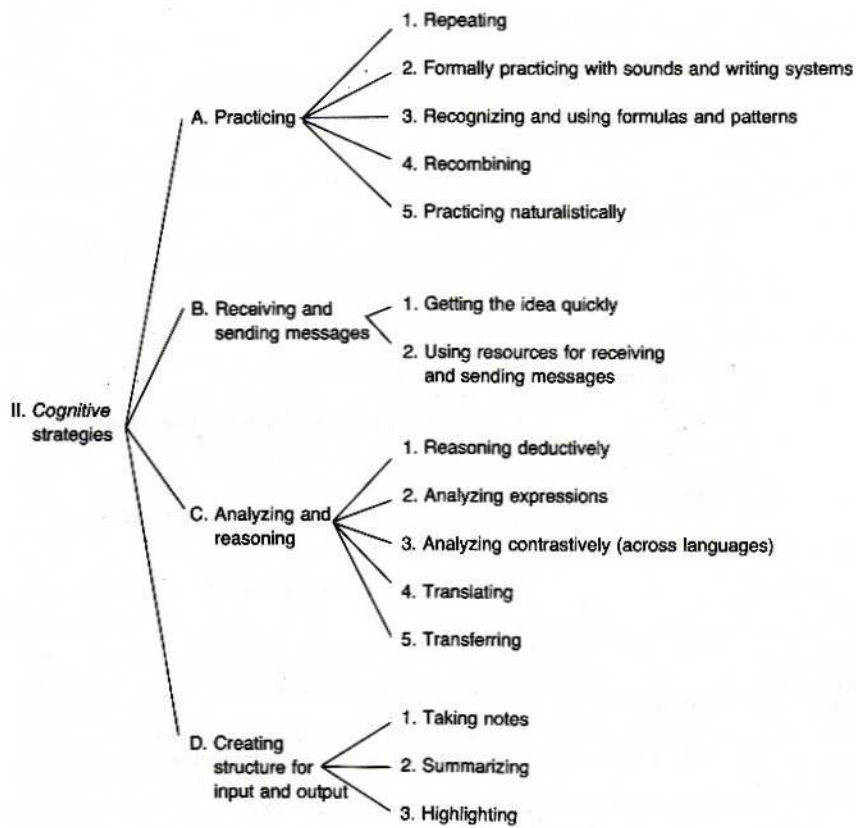 II. Cognitive
strategies
A. Practicing
1. Repeating
2. Formally practicing with sounds and writing systems
3. Recognizing and using formulas and patterns
4. Recombining
5. Practicing naturalistically
B. Receiving and
sending messages
1. Getting the idea quickly
2. Using resources for receiving
and sending messages
C. Analyzing and
reasoning
1. Reasoning deductively
2. Analyzing expressions
3. Analyzing contrastively (across languages)
4. Translating
5. Transferring
D. Creating
structure for
input and output
1. Taking notes
2. Summarizing
3. Highlighting